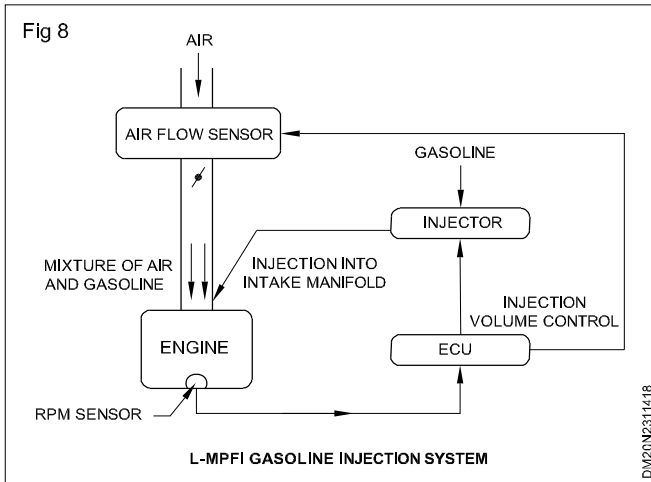 Fig 8
AIR
AIR FLOW SENSOR
GASOLINE
INJECTOR
MIXTURE OF AIR
AND GASOLINE
INJECTION INTO
INTAKE MANIFOLD
INJECTION
VOLUME CONTROL
ENGINE
ECU
RPM SENSOR
L-MPFI GASOLINE INJECTION SYSTEM
DM20N2311418